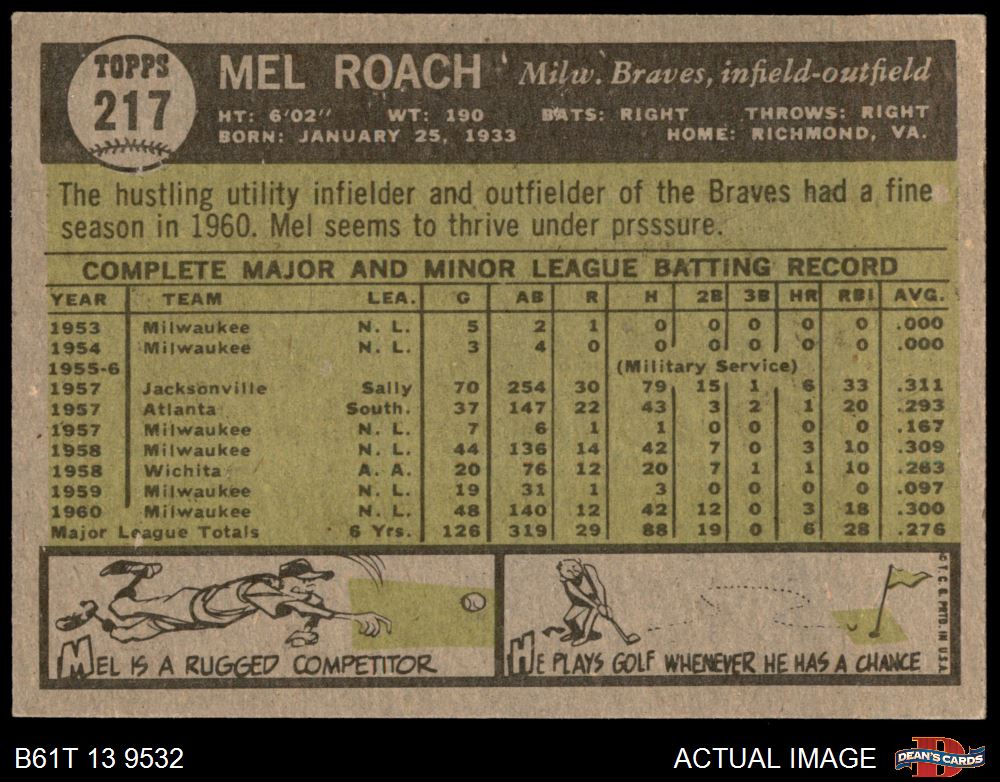 TOPPS
217
MEL ROACH Milw. Braves, infield-outfield
HT: 6'02" WT: 190 BATS: RIGHT THROWS: RIGHT
BORN: JANUARY 25, 1933 HOME: RICHMOND, VA.
The hustling utility infielder and outfielder of the Braves had a fine
season in 1960. Mel seems to thrive under prsssure.
COMPLETE MAJOR AND MINOR LEAGUE BATTING RECORD
YEAR TEAM LEA. G AB R H 2B 3B HR RBI AVG.
1953 Milwaukee N. L. 5 2 1 0 0 0 0 0 .000
1954 Milwaukee N. L. 3 4 0 0 0 0 0 0 .000
1955-6 (Military Service)
1957 Jacksonville Sally 70 254 30 79 15 1 6 33 .311
1957 Atlanta South. 37 147 22 43 3 2 1 20 .293
1957 Milwaukee N. L. 7 6 1 1 0 0 0 0 .167
1958 Milwaukee N. L. 44 136 14 42 7 0 3 10 .309
1958 Wichita A. A. 20 76 12 20 7 1 1 10 .263
1959 Milwaukee N. L. 19 31 1 3 0 0 0 0 .097
1960 Milwaukee N. L. 48 140 12 42 12 0 3 18 .300
Major League Totals 6 Yrs. 126 319 29 88 19 0 6 28 .276
MEL IS A RUGGED COMPETITOR
HE PLAYS GOLF WHENEVER HE HAS A CHANCE
© T. C. G. PRTD. IN U.S.A.
B61T 13 9532
ACTUAL IMAGE
DEAN'S CARDS